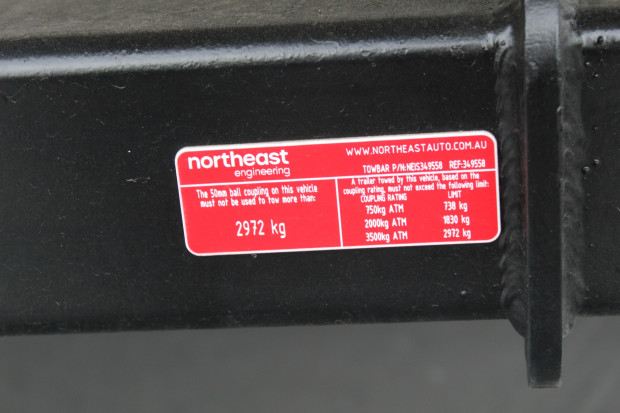 northeast
engineering
WWW.NORTHEASTAUTO.COM.AU
TOWBAR P/N:NEIS349558 REF:349558
The 50mm ball coupling on this vehicle
must not be used to tow more than:
2972 kg
A trailer towed by this vehicle, based on the
coupling rating, must not exceed the following limit:
COUPLING RATING LIMIT
750kg ATM 738 kg
2000kg ATM 1830 kg
3500kg ATM 2972 kg